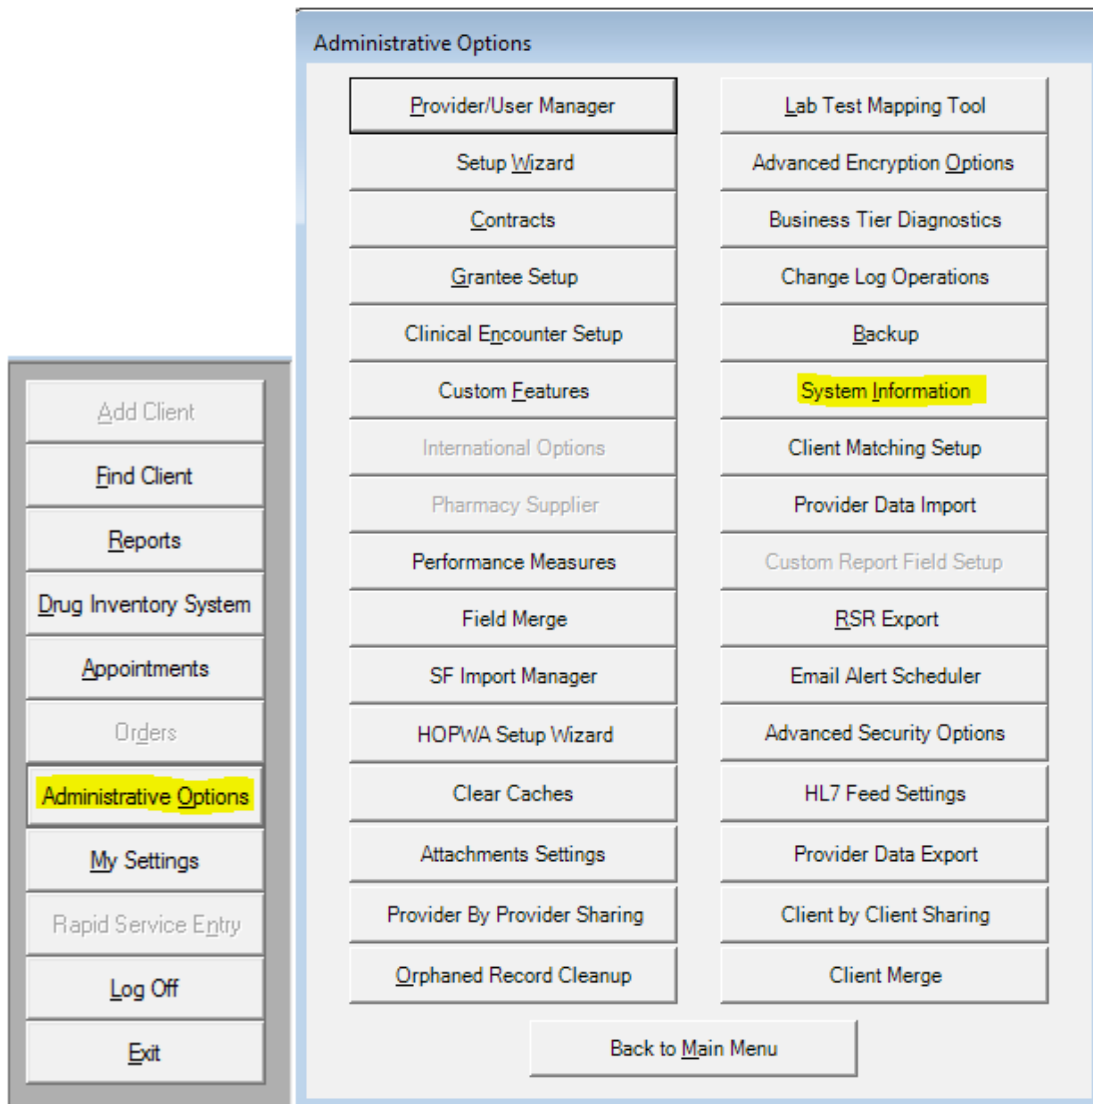 Administrative Options
Provider/User Manager
Lab Test Mapping Tool
Setup Wizard
Advanced Encryption Options
Contracts
Business Tier Diagnostics
Grantee Setup
Change Log Operations
Clinical Encounter Setup
Backup
Custom Features
System Information
International Options
Client Matching Setup
Pharmacy Supplier
Provider Data Import
Performance Measures
Custom Report Field Setup
Field Merge
RSR Export
SF Import Manager
Email Alert Scheduler
HOPWA Setup Wizard
Advanced Security Options
Clear Caches
HL7 Feed Settings
Attachments Settings
Provider Data Export
Provider By Provider Sharing
Client by Client Sharing
Orphaned Record Cleanup
Client Merge
Back to Main Menu
Add Client
Find Client
Reports
Drug Inventory System
Appointments
Orders
Administrative Options
My Settings
Rapid Service Entry
Log Off
Exit